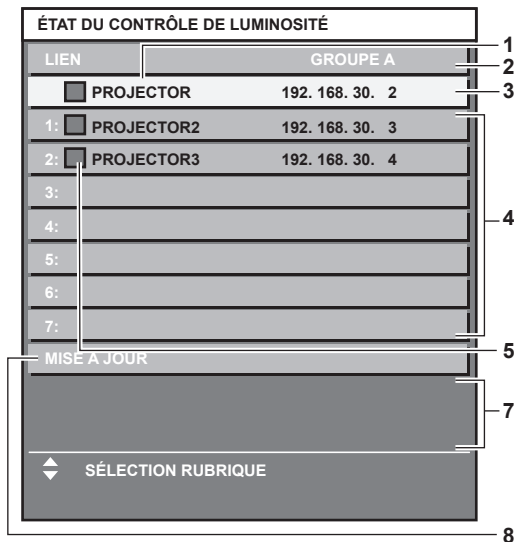 ÉTAT DU CONTRÔLE DE LUMINOSITÉ
LIEN GROUPE A
PROJECTOR 192. 168. 30. 2
1: PROJECTOR2 192. 168. 30. 3
2: PROJECTOR3 192. 168. 30. 4
3:
4:
5:
6:
7:
MISE A JOUR
SÉLECTION RUBRIQUE
1
2
3
4
5
7
8